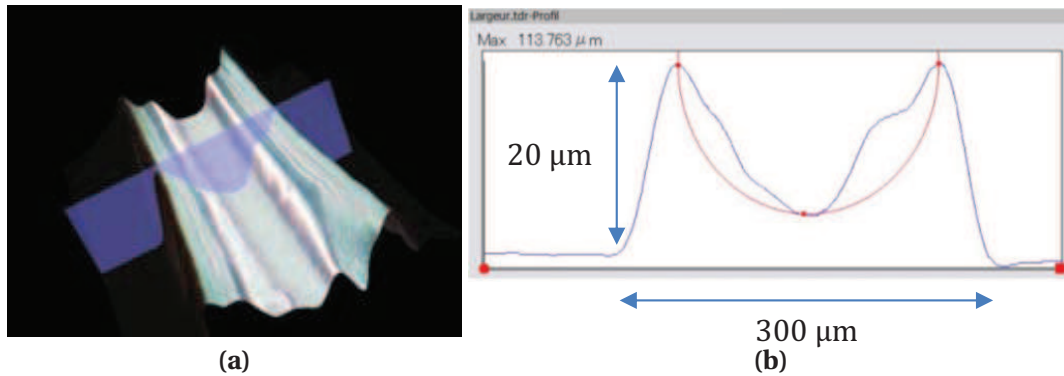 Largeur.tdr-Profil
Max 113.763 μm
20 μm
300 μm
(a)
(b)